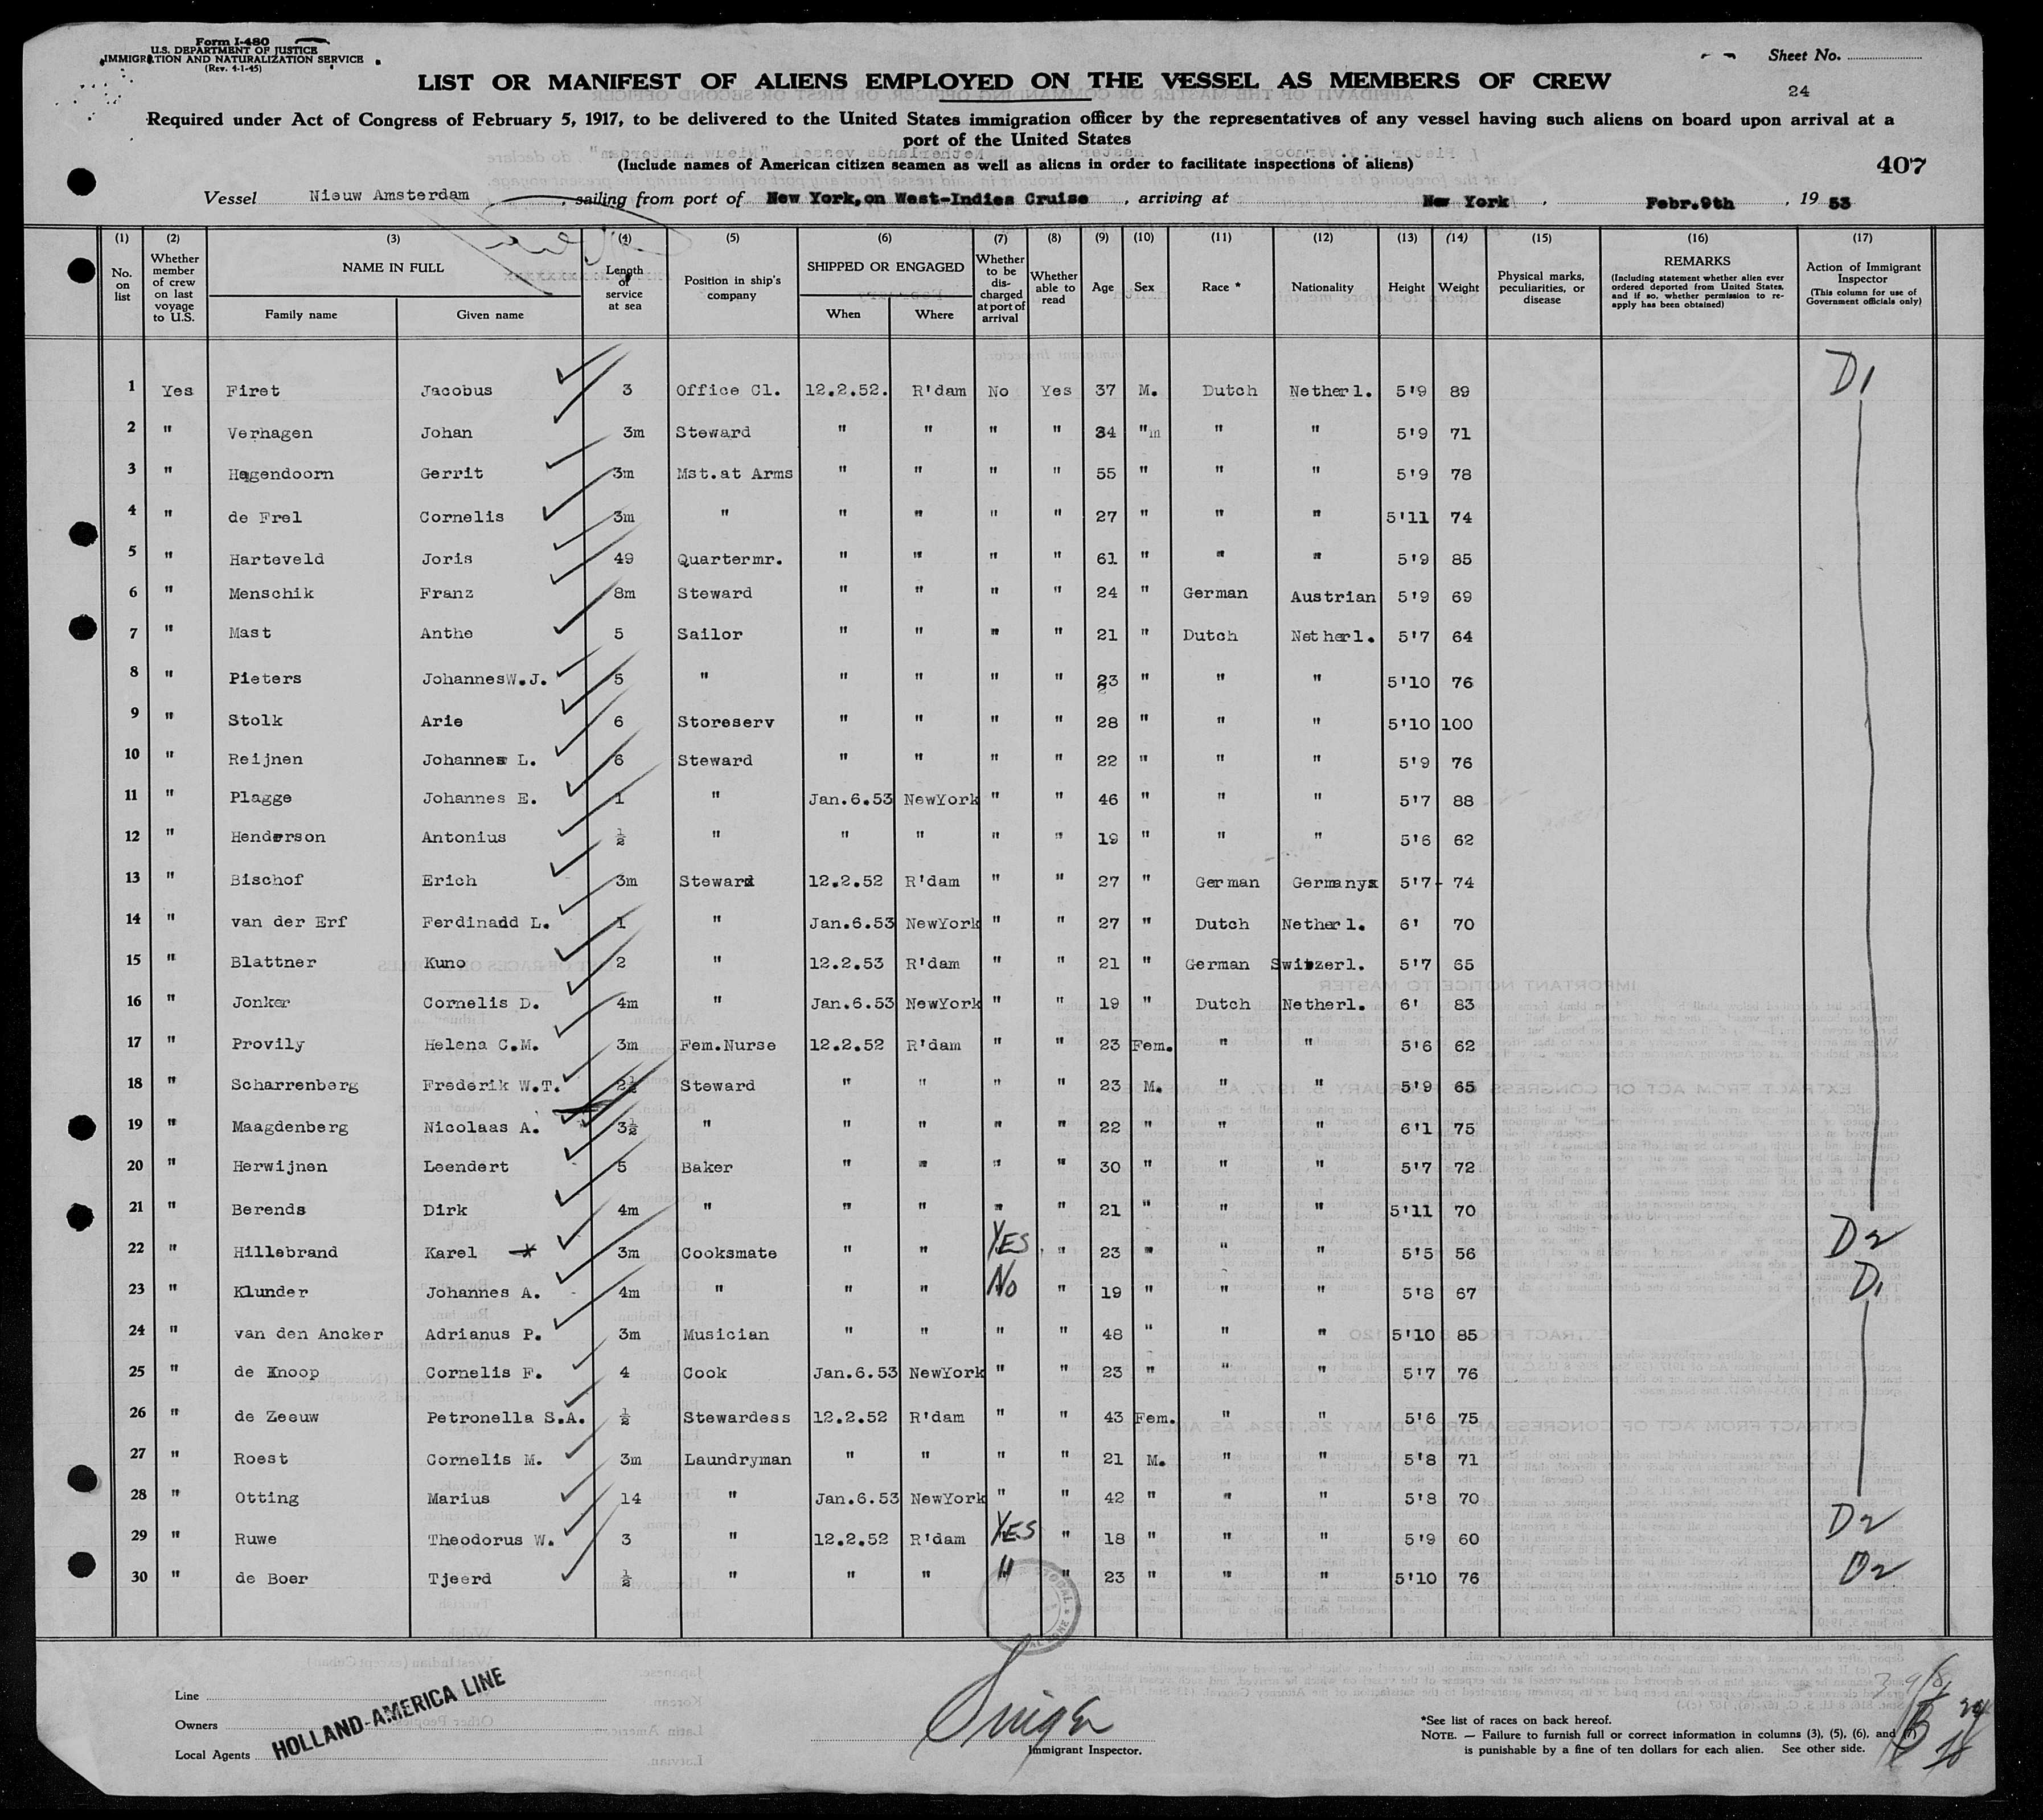 Form I-480
U.S. DEPARTMENT OF JUSTICE
IMMIGRATION AND NATURALIZATION SERVICE
(Rev. 4-1-45)
Sheet No.
24
LIST OR MANIFEST OF ALIENS EMPLOYED ON THE VESSEL AS MEMBERS OF CREW
Required under Act of Congress of February 5, 1917, to be delivered to the United States immigration officer by the representatives of any vessel having such aliens on board upon arrival at a
port of the United States
(Include names of American citizen seamen as well as aliens in order to facilitate inspections of aliens)
407
Vessel Nieuw Amsterdam, sailing from port of New York, on West-Indies Cruise, arriving at New York, Febr. 9th, 19 53
(1) (2) (3) (4) (5) (6) (7) (8) (9) (10) (11) (12) (13) (14) (15) (16) (17)
No. on list
Whether member of crew on last voyage to U.S.
NAME IN FULL
Family name
Given name
Length of service at sea
Position in ship's company
SHIPPED OR ENGAGED
When
Where
Whether to be discharged at port of arrival
Whether able to read
Age
Sex
Race *
Nationality
Height
Weight
Physical marks, peculiarities, or disease
REMARKS
(Including statement whether alien ever ordered deported from United States, and if so, whether permission to re-apply has been obtained)
Action of Immigrant Inspector
(This column for use of Government officials only)
1 Yes Firet Jacobus 3 Office Cl. 12.2.52. R'dam No Yes 37 M. Dutch Netherl. 5'9 89 D1
2 " Verhagen Johan 3m Steward " " " " 34 "m " " 5'9 71
3 " Hagendoorn Gerrit 3m Mst.at Arms " " " " 55 " " " 5'9 78
4 " de Frel Cornelis 3m " " " " " 27 " " " 5'11 74
5 " Harteveld Joris 49 Quartermr. " " " " 61 " " " 5'9 85
6 " Menschik Franz 8m Steward " " " " 24 " German Austrian 5'9 69
7 " Mast Anthe 5 Sailor " " " " 21 " Dutch Netherl. 5'7 64
8 " Pieters JohannesW.J. 5 " " " " " 23 " " " 5'10 76
9 " Stolk Arie 6 Storeserv " " " " 28 " " " 5'10 100
10 " Reijnen Johannes L. 6 Steward " " " " 22 " " " 5'9 76
11 " Plagge Johannes E. 1 " Jan.6.53 NewYork " " 46 " " " 5'7 88
12 " Henderson Antonius ½ " " " " " 19 " " " 5'6 62
13 " Bischof Erich 3m Steward 12.2.52 R'dam " " 27 " German Germanyx 5'7 74
14 " van der Erf Ferdinadd L. 1 " Jan.6.53 NewYork " " 27 " Dutch Netherl. 6' 70
15 " Blattner Kuno 2 " 12.2.53 R'dam " " 21 " German Switzerl. 5'7 65
16 " Jonker Cornelis D. 4m " Jan.6.53 NewYork " " 19 " Dutch Netherl. 6' 83
17 " Provily Helena C.M. 3m Fem.Nurse 12.2.52 R'dam " " 23 Fem. " " 5'6 62
18 " Scharrenberg Frederik W.T. 2½ Steward " " " " 23 M. " " 5'9 65
19 " Maagdenberg Nicolaas A. 3½ " " " " " 22 " " " 6'1 75
20 " Herwijnen Leendert 5 Baker " " " " 30 " " " 5'7 72
21 " Berends Dirk 4m " " " " " 21 " " " 5'11 70
22 " Hillebrand Karel 3m Cooksmate " " YES " 23 " " " 5'5 56 D2
23 " Klunder Johannes A. 4m " " " No " 19 " " " 5'8 67 D1
24 " van den Ancker Adrianus P. 3m Musician " " " " 48 " " " 5'10 85
25 " de Knoop Cornelis F. 4 Cook Jan.6.53 NewYork " " 23 " " " 5'7 76
26 " de Zeeuw Petronella S.A. ½ Stewardess 12.2.52 R'dam " " 43 Fem. " " 5'6 75
27 " Roest Cornelis M. 3m Laundryman " " " " 21 M. " " 5'8 71
28 " Otting Marius 14 " Jan.6.53 NewYork " " 42 " " " 5'8 70
29 " Ruwe Theodorus W. 3 " 12.2.52 R'dam YES " 18 " " " 5'9 60 D2
30 " de Boer Tjeerd ½ " " " " " 23 " " " 5'10 76 D2
Line
Owners
Local Agents
HOLLAND-AMERICA LINE
Singer
Immigrant Inspector.
*See list of races on back hereof.
NOTE. — Failure to furnish full or correct information in columns (3), (5), (6), and (7)
is punishable by a fine of ten dollars for each alien. See other side.